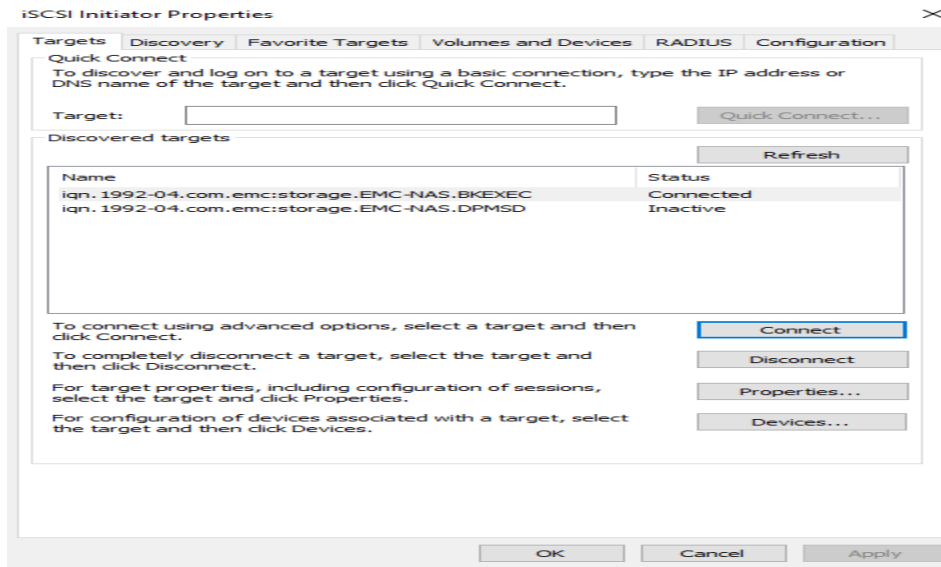 iSCSI Initiator Properties
Targets Discovery Favorite Targets Volumes and Devices RADIUS Configuration
Quick Connect
To discover and log on to a target using a basic connection, type the IP address or
DNS name of the target and then click Quick Connect.
Target:
Quick Connect...
Discovered targets
Refresh
Name Status
iqn.1992-04.com.emc:storage.EMC-NAS.BKEXEC Connected
iqn.1992-04.com.emc:storage.EMC-NAS.DPMSD Inactive
To connect using advanced options, select a target and then
click Connect.
Connect
To completely disconnect a target, select the target and
then click Disconnect.
Disconnect
For target properties, including configuration of sessions,
select the target and click Properties.
Properties...
For configuration of devices associated with a target, select
the target and then click Devices.
Devices...
OK Cancel Apply